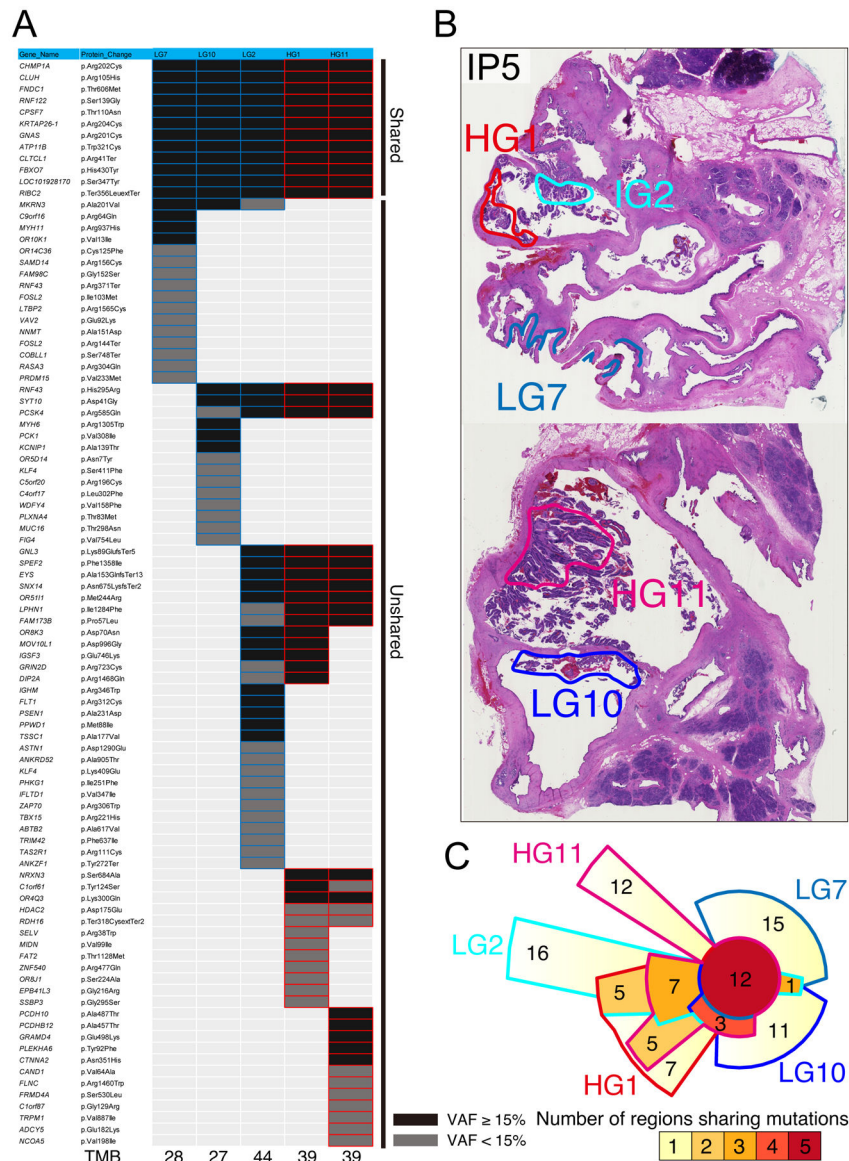 A
Gene_Name Protein_Change LG7 LG10 LG2 HG1 HG11
CHMP1A p.Arg202Cys
CLUH p.Arg105His
FNDC1 p.Thr606Met
RNF122 p.Ser139Gly
CPSF7 p.Thr110Asn
KRTAP26-1 p.Arg204Cys
GNAS p.Arg201Cys
ATP11B p.Trp321Cys
CLTCL1 p.Arg41Ter
FBXO7 p.His430Tyr
LOC101928170 p.Ser347Tyr
RIBC2 p.Ter356LeuextTer
MKRN3 p.Ala201Val
C9orf16 p.Arg64Gln
MYH11 p.Arg937His
OR10K1 p.Val13Ile
OR14C36 p.Cys125Phe
SAMD14 p.Arg156Cys
FAM98C p.Gly152Ser
RNF43 p.Arg371Ter
FOSL2 p.Ile103Met
LTBP2 p.Arg1565Cys
VAV2 p.Glu92Lys
NNMT p.Ala151Asp
FOSL2 p.Arg144Ter
COBLL1 p.Ser748Ter
RASA3 p.Arg304Gln
PRDM15 p.Val233Met
RNF43 p.His295Arg
SYT10 p.Asp41Gly
PCSK4 p.Arg585Gln
MYH6 p.Arg1305Trp
PCK1 p.Val308Ile
KCNIP1 p.Ala139Thr
OR5D14 p.Asn7Tyr
KLF4 p.Ser411Phe
C5orf20 p.Arg196Cys
C4orf17 p.Leu302Phe
WDFY4 p.Val158Phe
PLXNA4 p.Thr83Met
MUC16 p.Thr298Asn
FIG4 p.Val754Leu
GNL3 p.Lys89GlufsTer5
SPEF2 p.Phe1358Ile
EYS p.Ala153GlnfsTer13
SNX14 p.Asn675LysfsTer2
OR51I1 p.Met244Arg
LPHN1 p.Ile1284Phe
FAM173B p.Pro57Leu
OR8K3 p.Asp70Asn
MOV10L1 p.Asp996Gly
IGSF3 p.Glu746Lys
GRIN2D p.Arg723Cys
DIP2A p.Arg1468Gln
IGHM p.Arg346Trp
FLT1 p.Arg312Cys
PSEN1 p.Ala231Asp
PPWD1 p.Met88Ile
TSSC1 p.Ala177Val
ASTN1 p.Asp1290Glu
ANKRD52 p.Ala905Thr
KLF4 p.Lys409Glu
PHKG1 p.Ile251Phe
IFLTD1 p.Val347Ile
ZAP70 p.Arg306Trp
TBX15 p.Arg221His
ABTB2 p.Ala617Val
TRIM42 p.Phe637Ile
TAS2R1 p.Arg111Cys
ANKZF1 p.Tyr272Ter
NRXN3 p.Ser684Ala
C1orf61 p.Tyr124Ser
OR4Q3 p.Lys300Gln
HDAC2 p.Asp175Glu
RDH16 p.Ter318CysextTer2
SELV p.Arg38Trp
MIDN p.Val99Ile
FAT2 p.Thr1128Met
ZNF540 p.Arg477Gln
OR8J1 p.Ser224Ala
EPB41L3 p.Gly216Arg
SSBP3 p.Gly295Ser
PCDH10 p.Ala487Thr
PCDHB12 p.Ala457Thr
GRAMD4 p.Glu498Lys
PLEKHA6 p.Tyr92Phe
CTNNA2 p.Asn351His
CAND1 p.Val64Ala
FLNC p.Arg1460Trp
FRMD4A p.Ser530Leu
C1orf87 p.Gly129Arg
TRPM1 p.Val887Ile
ADCY5 p.Glu182Lys
NCOA5 p.Val198Ile
TMB 28 27 44 39 39
Shared
Unshared
VAF ≥ 15%
VAF < 15%
B
IP5
HG1
IG2
LG7
HG11
LG10
C
HG11
LG7
LG2
HG1
LG10
12
15
16
7
12
1
5
3
11
5
7
Number of regions sharing mutations
1 2 3 4 5